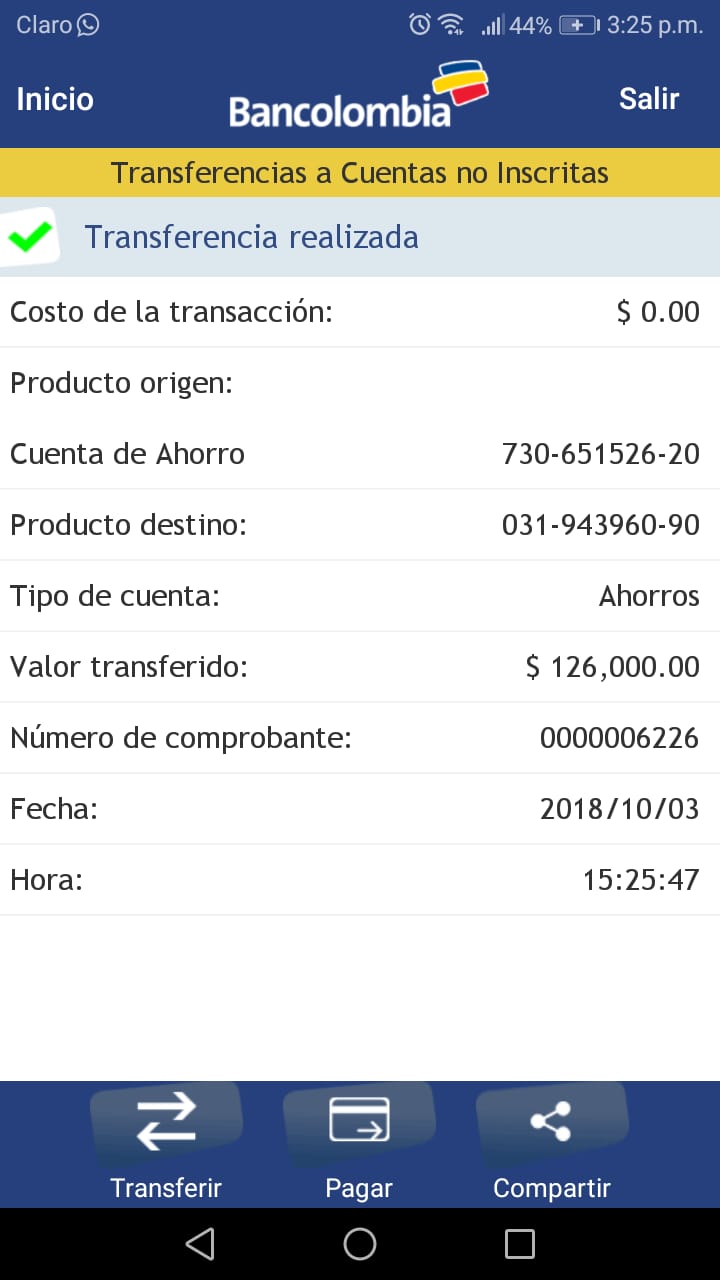 Claro 44% 3:25 p.m.
Inicio Bancolombia Salir
Transferencias a Cuentas no Inscritas
Transferencia realizada
Costo de la transacción: $ 0.00
Producto origen:
Cuenta de Ahorro 730-651526-20
Producto destino: 031-943960-90
Tipo de cuenta: Ahorros
Valor transferido: $ 126,000.00
Número de comprobante: 0000006226
Fecha: 2018/10/03
Hora: 15:25:47
Transferir Pagar Compartir